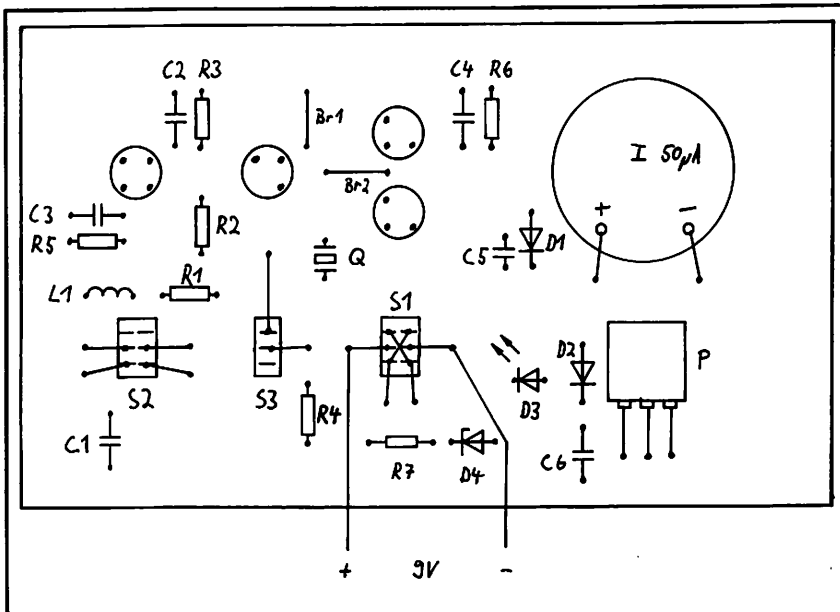 C2 R3
C4 R6
Br1
Br2
I 50µA
+ −
C3
R2
R5
D1
C5
Q
L1
R1
S1
D2
P
S2
S3
R4
D3
C1
R7
D4
C6
+ 9V −